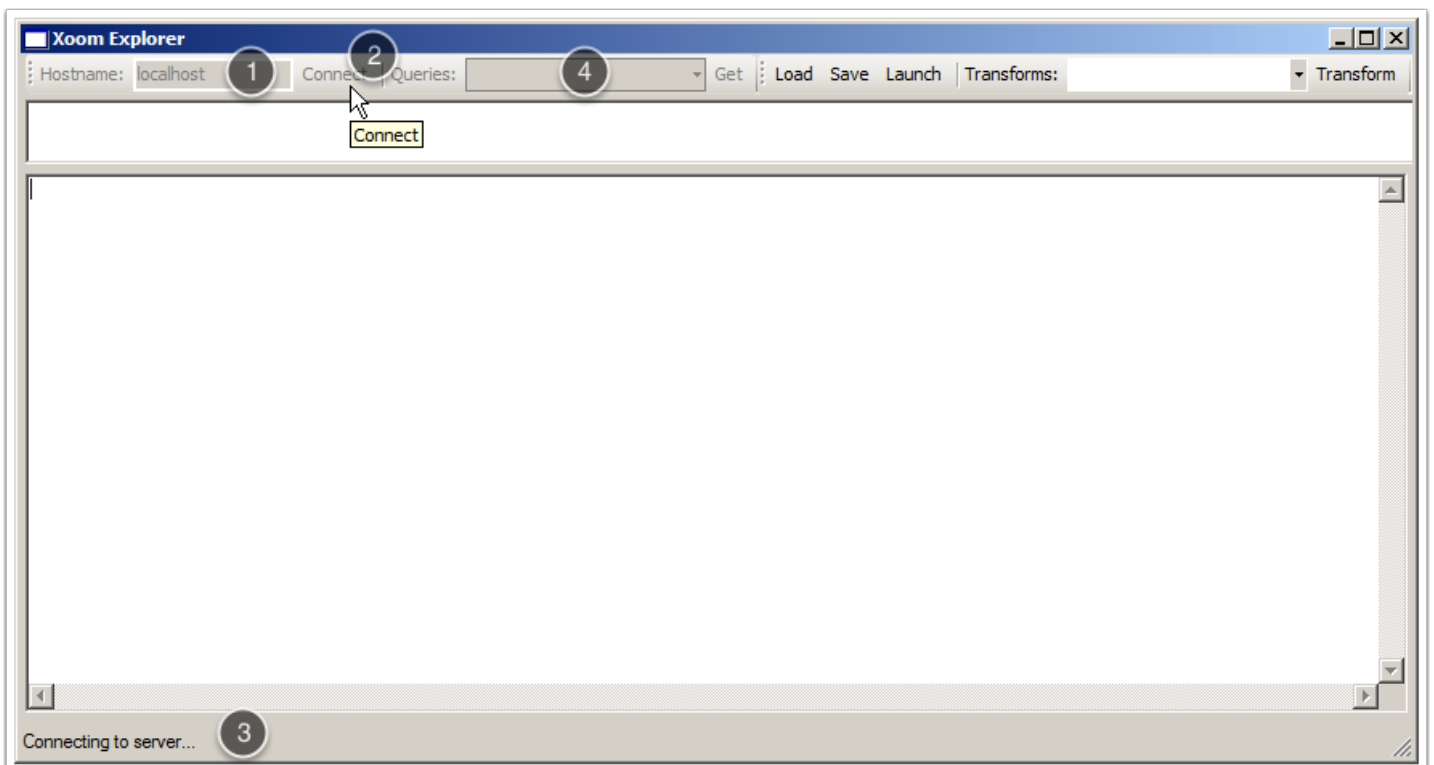 Xoom Explorer
Hostname: localhost 1 Connect 2 Queries: 4 Get Load Save Launch Transforms: Transform
Connect
Connecting to server... 3